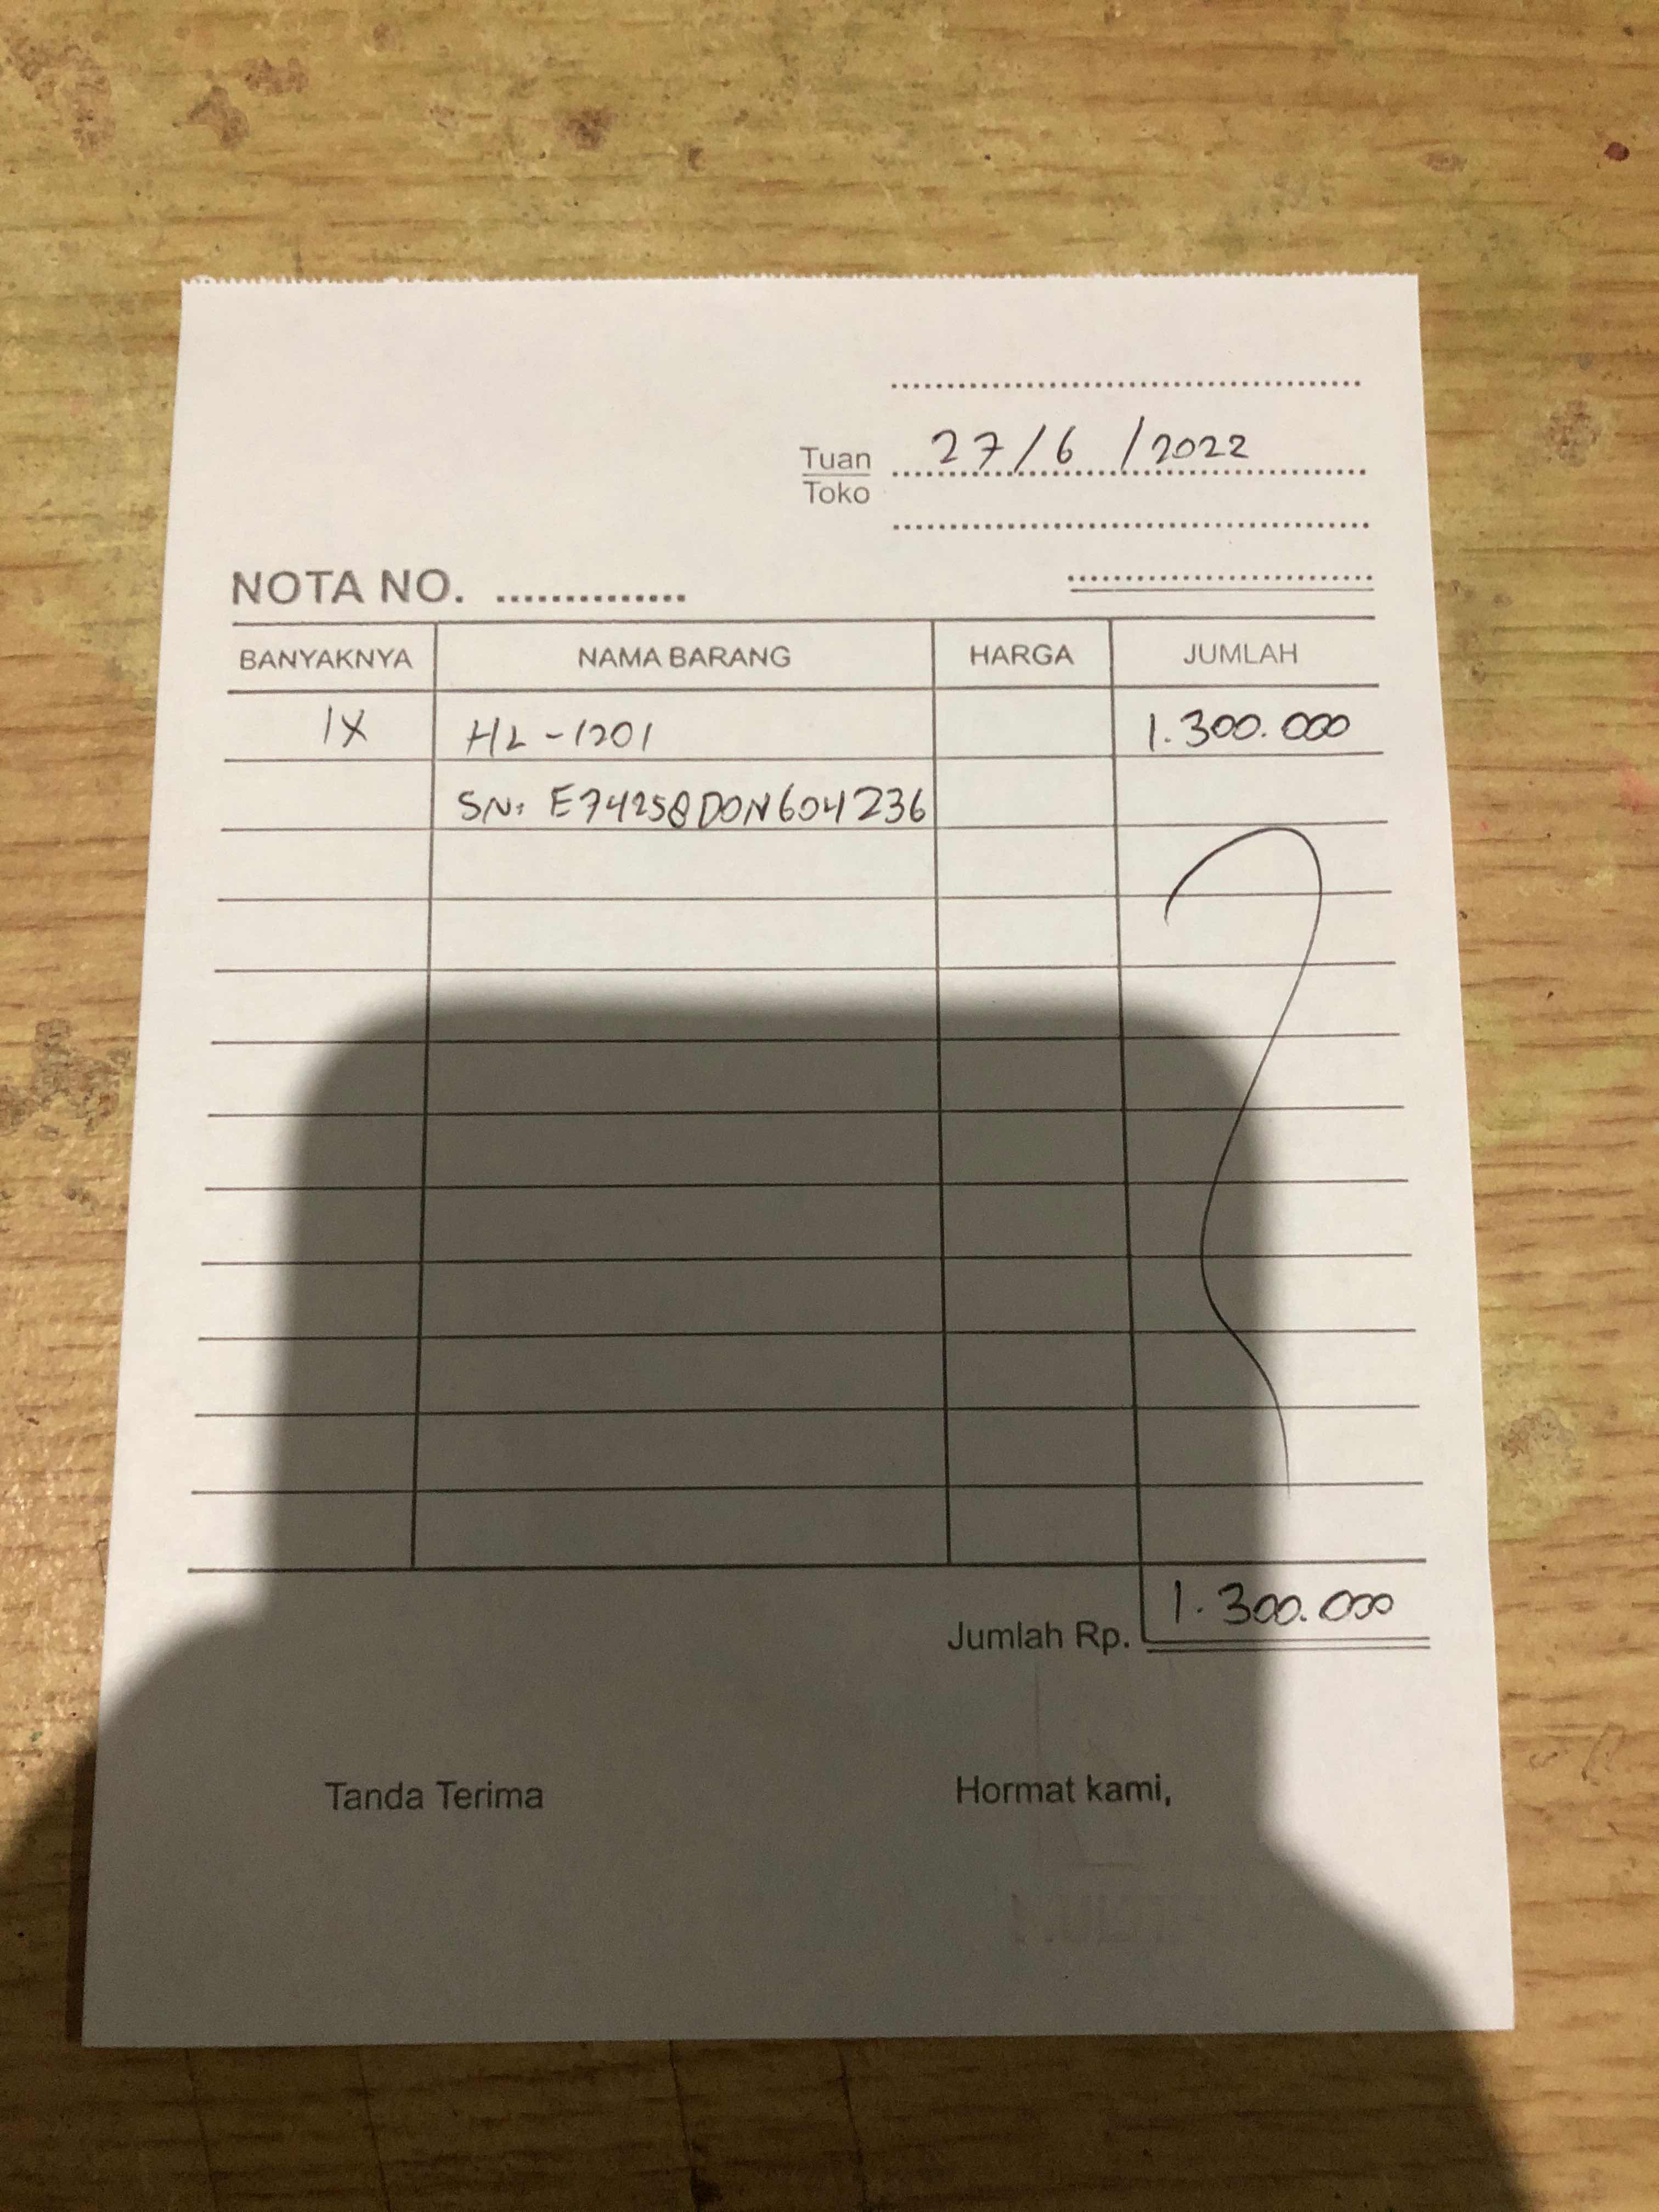 27/6/2022
Tuan
Toko
NOTA NO. ..............
BANYAKNYA NAMA BARANG HARGA JUMLAH
1X HL-1201 1.300.000
SN: E74258D0N604236
Jumlah Rp. 1.300.000
Tanda Terima Hormat kami,